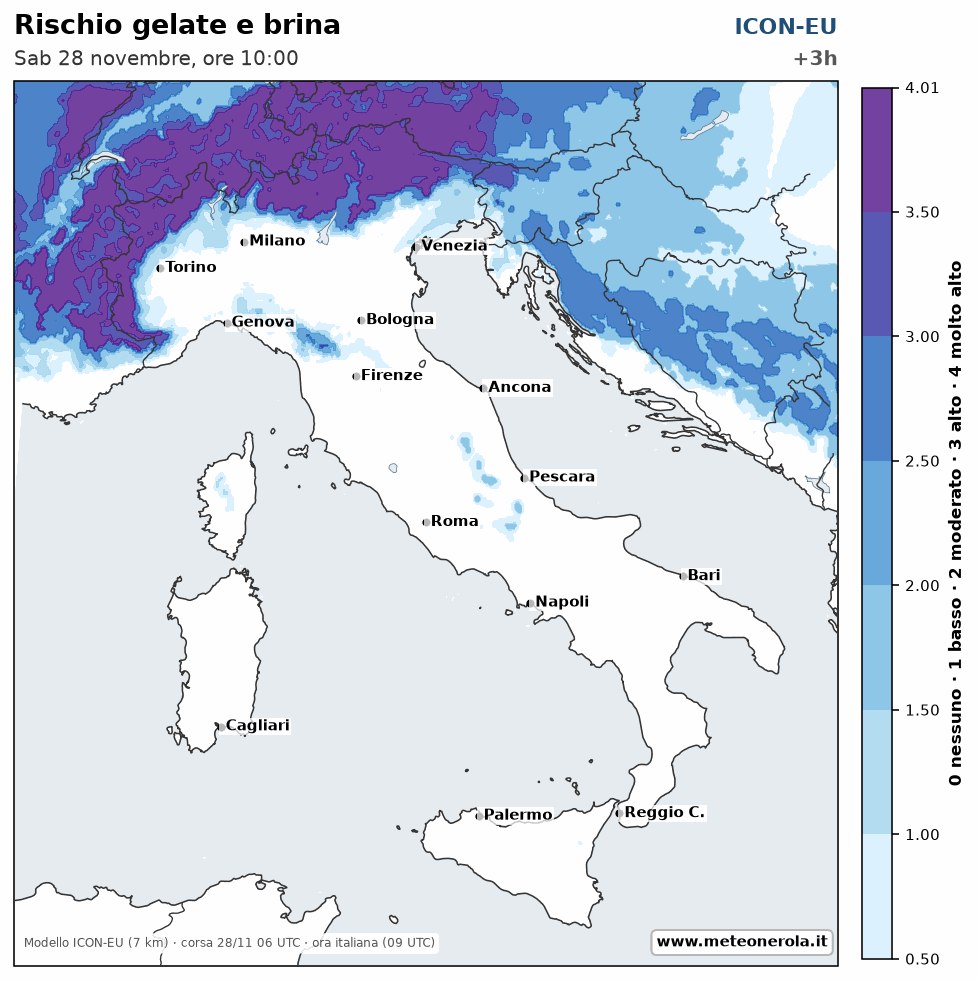 Rischio gelate e brina
ICON-EU
Sab 28 novembre, ore 10:00
+3h
4.01
3.50
3.00
2.50
2.00
1.50
1.00
0.50
0 nessuno · 1 basso · 2 moderato · 3 alto · 4 molto alto
Milano
Venezia
Torino
Genova
Bologna
Firenze
Ancona
Pescara
Roma
Bari
Napoli
Cagliari
Palermo
Reggio C.
Modello ICON-EU (7 km) · corsa 28/11 06 UTC · ora italiana (09 UTC)
www.meteonerola.it